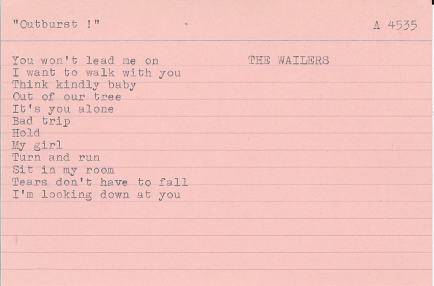 "Outburst !" A 4535
You won't lead me on THE WAILERS
I want to walk with you
Think kindly baby
Out of our tree
It's you alone
Bad trip
Hold
My girl
Turn and run
Sit in my room
Tears don't have to fall
I'm looking down at you